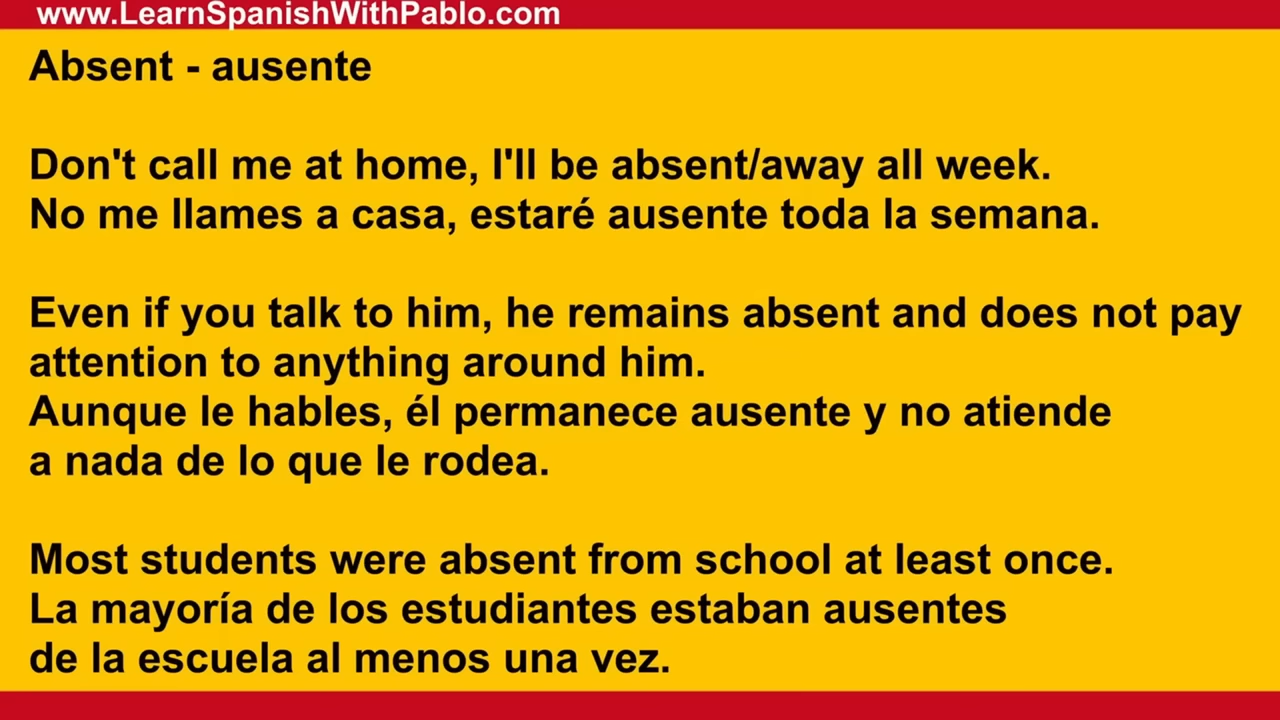 www.LearnSpanishWithPablo.com
Absent - ausente
Don't call me at home, I'll be absent/away all week.
No me llames a casa, estaré ausente toda la semana.
Even if you talk to him, he remains absent and does not pay
attention to anything around him.
Aunque le hables, él permanece ausente y no atiende
a nada de lo que le rodea.
Most students were absent from school at least once.
La mayoría de los estudiantes estaban ausentes
de la escuela al menos una vez.